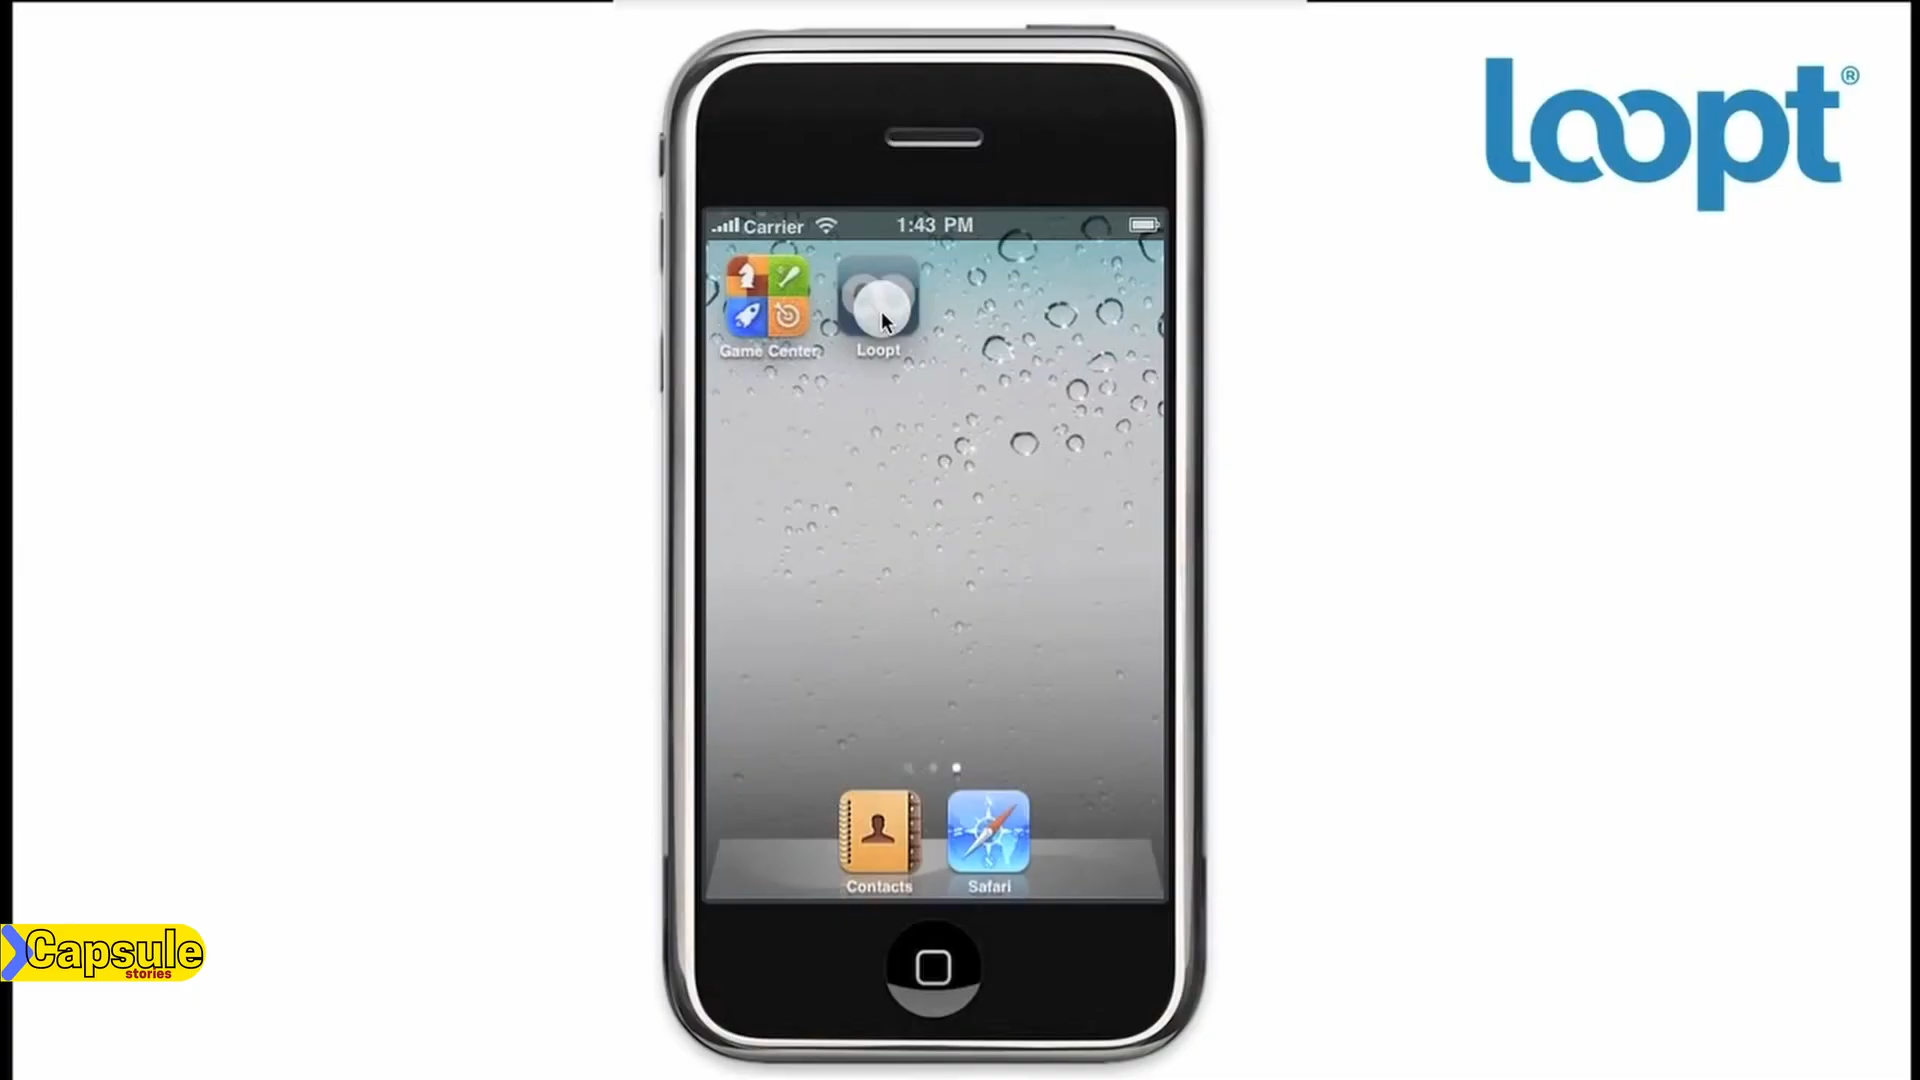 loopt®
Carrier 1:43 PM
Game Center Loopt
Contacts Safari
Capsule
stories